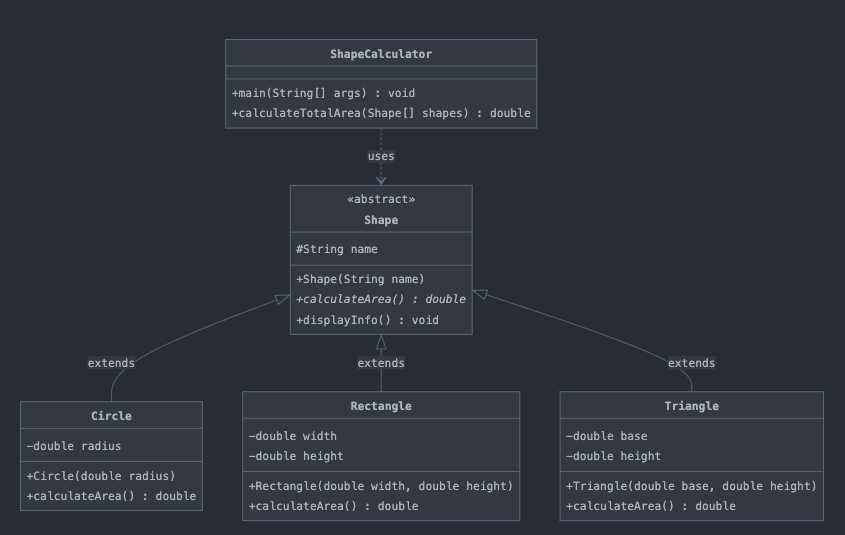 ShapeCalculator
+main(String[] args) : void
+calculateTotalArea(Shape[] shapes) : double
uses
«abstract»
Shape
#String name
+Shape(String name)
+calculateArea() : double
+displayInfo() : void
extends
extends
extends
Circle
-double radius
+Circle(double radius)
+calculateArea() : double
Rectangle
-double width
-double height
+Rectangle(double width, double height)
+calculateArea() : double
Triangle
-double base
-double height
+Triangle(double base, double height)
+calculateArea() : double